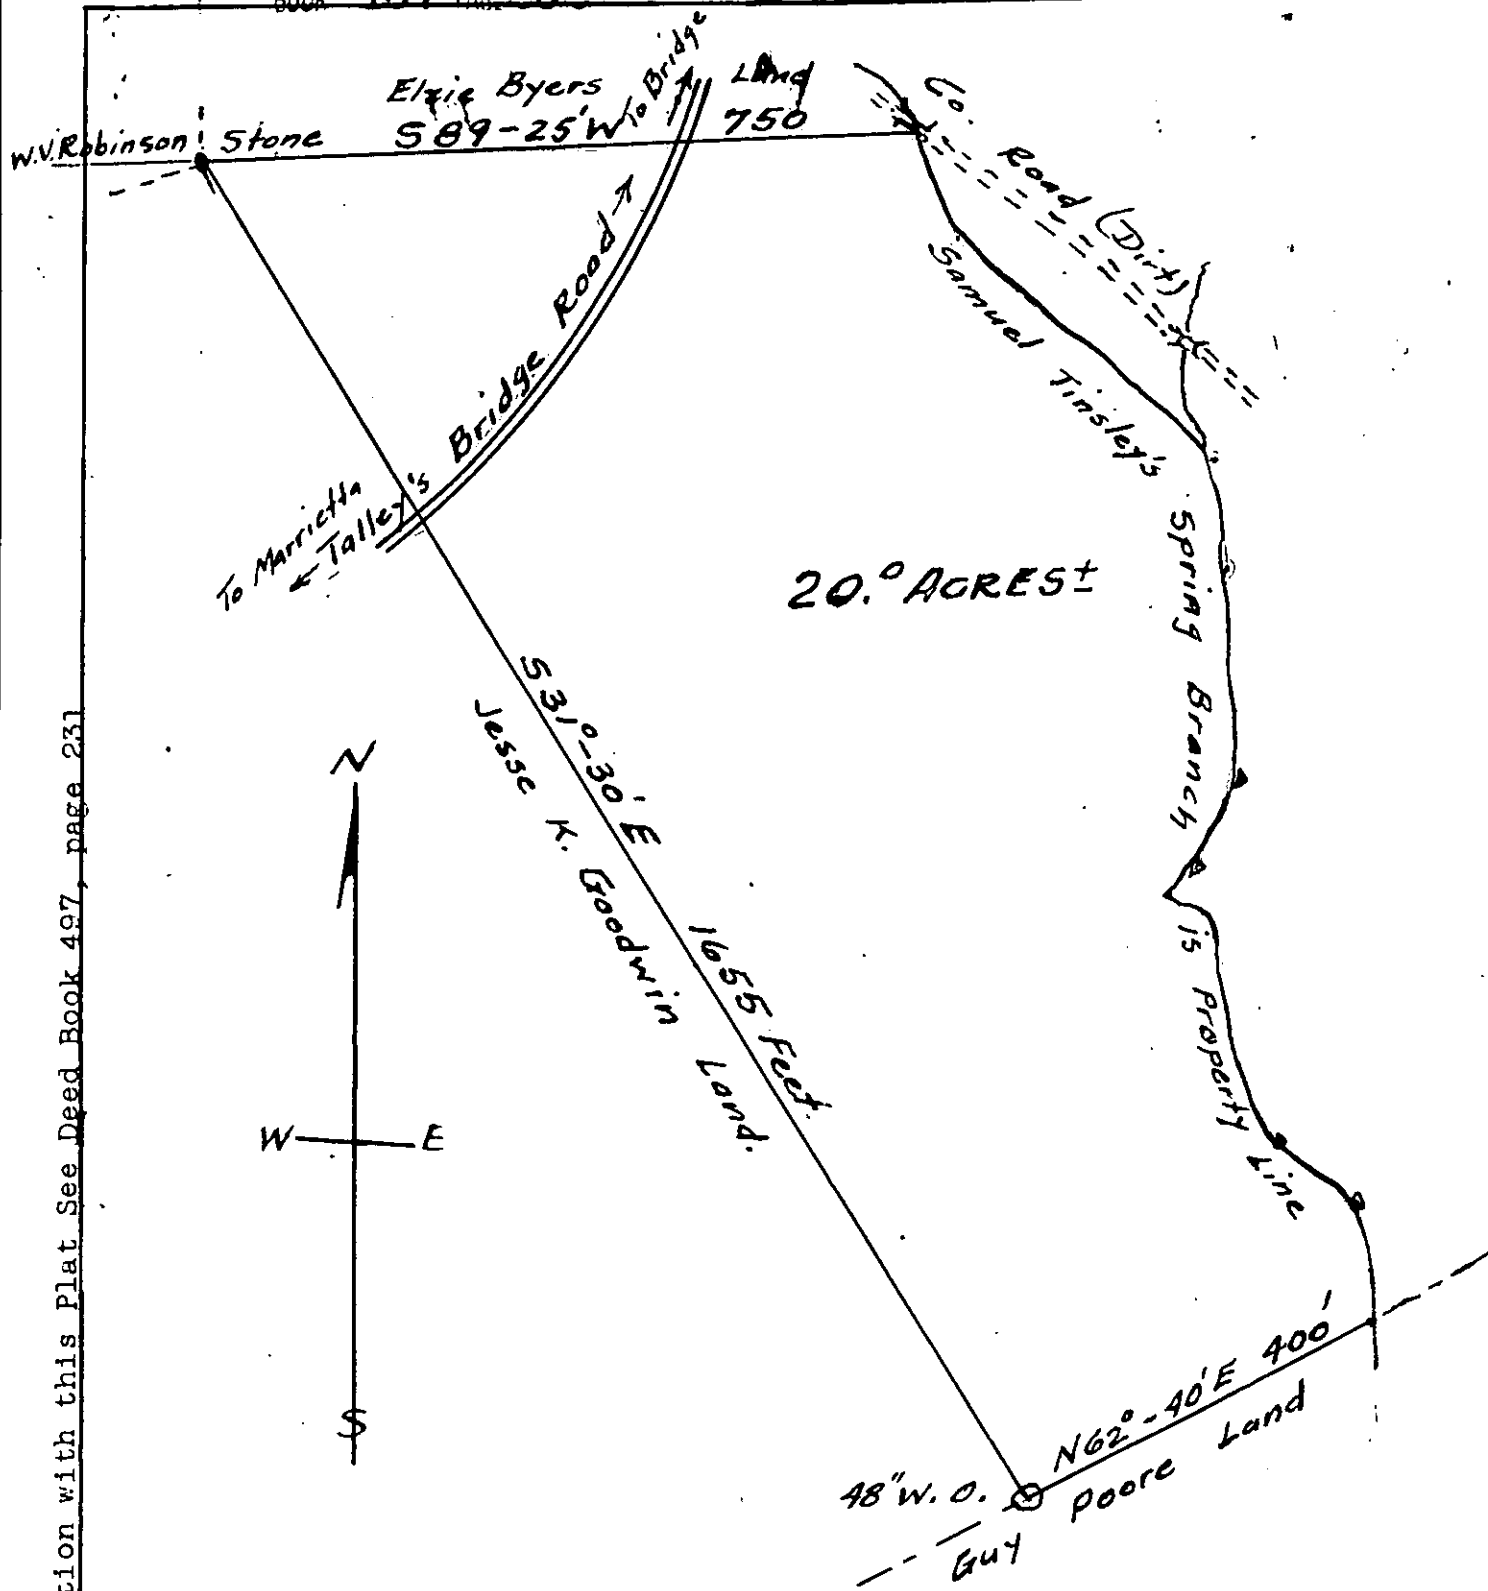 BOOK
Elzie Byers Land
S89-25'W 750
To Bridge
W.V. Robinson Stone
Co. Road (Dirt)
Samuel Tinsley's Spring Branch is Property Line
To Marrietta
Talley's Bridge Road
20.0 ACRES ±
S31°-30'E 1655 Feet.
Jesse K. Goodwin Land.
N
W E
S
N62°-40'E 400'
48" W. O.
Guy Poore Land
tion with this Plat See Deed Book 497, page 231